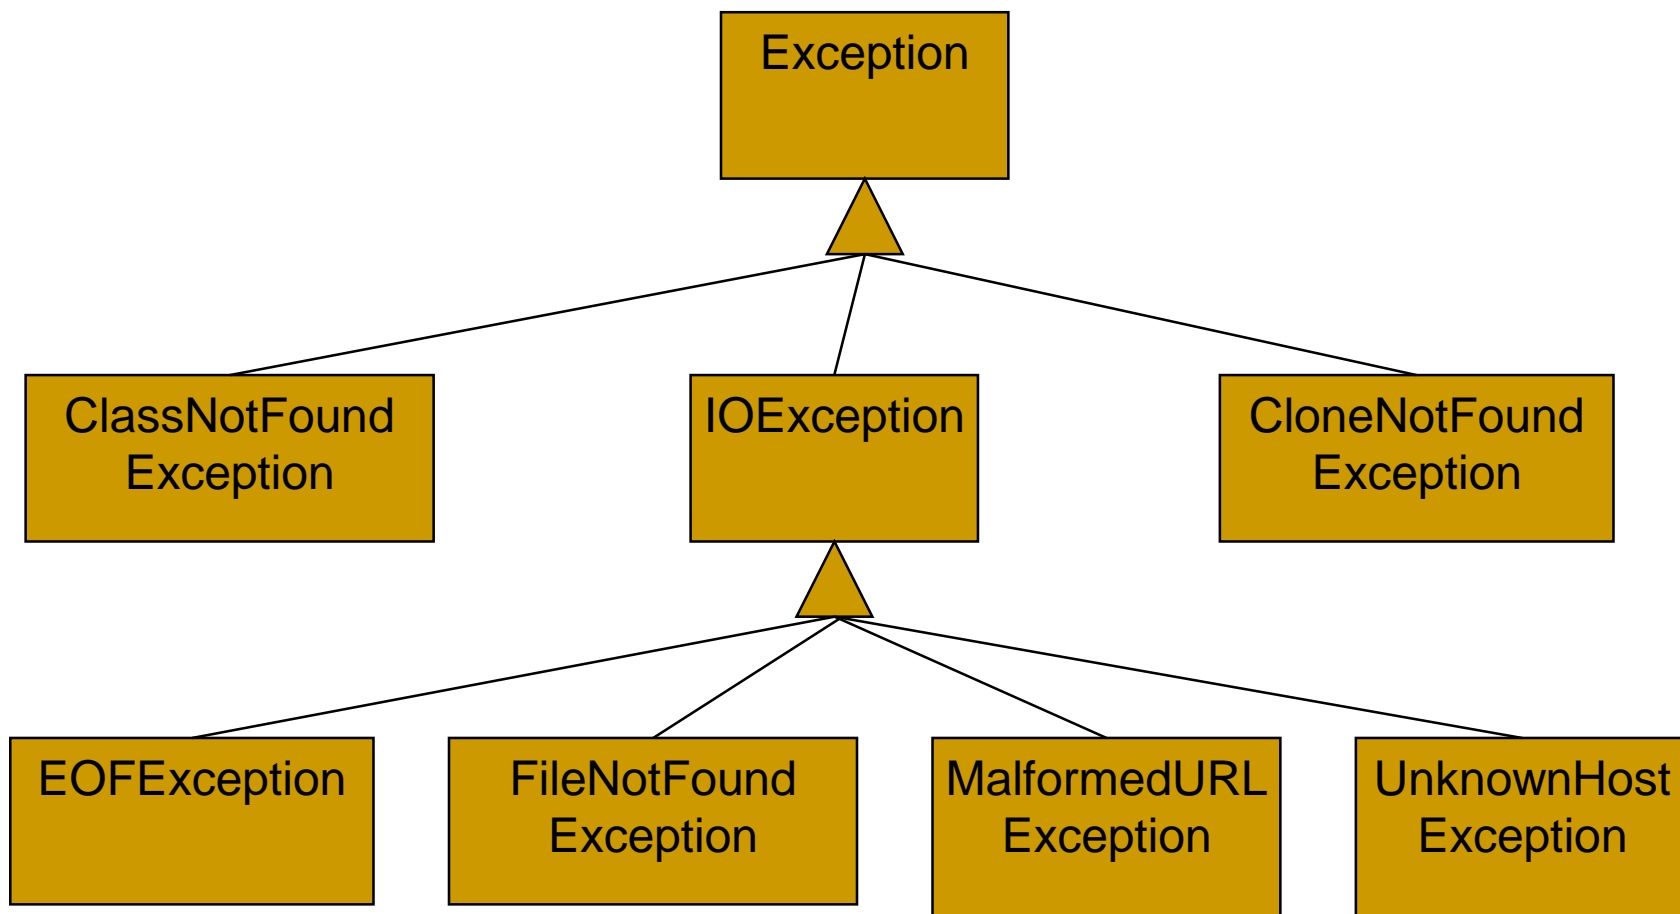 Exception
ClassNotFound
Exception
IOException
CloneNotFound
Exception
EOFException
FileNotFound
Exception
MalformedURL
Exception
UnknownHost
Exception